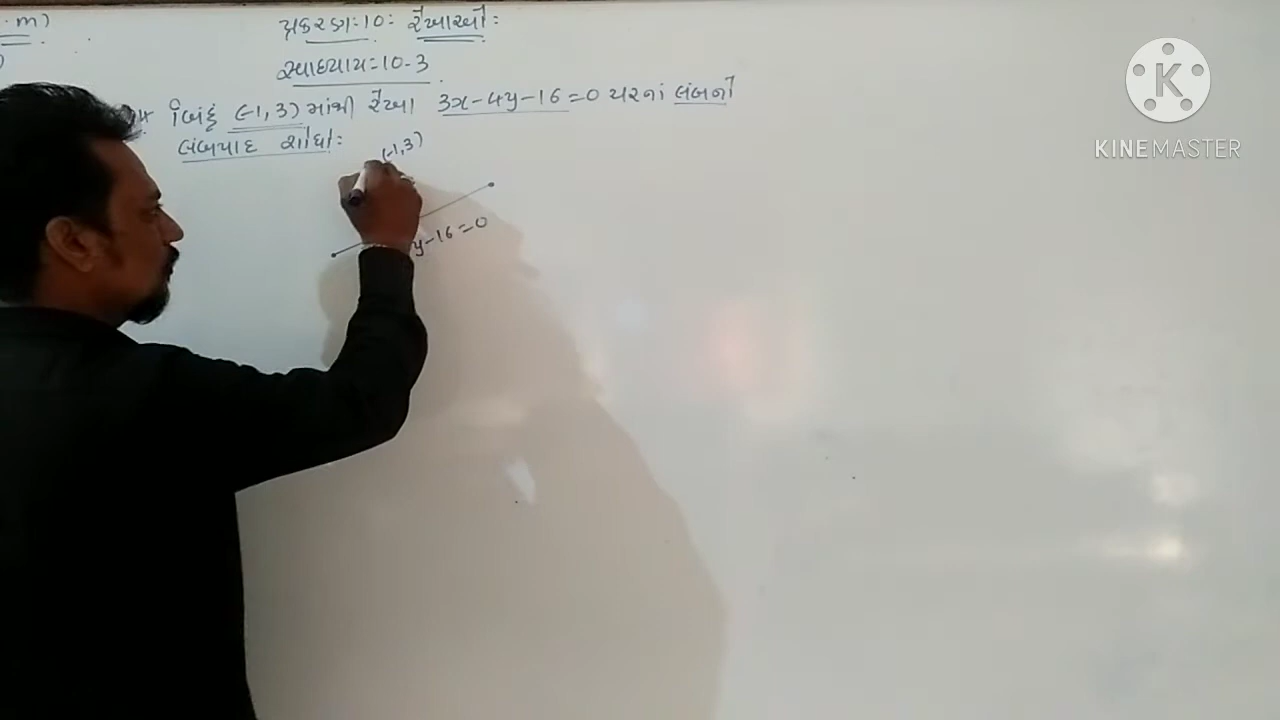 . m)
પ્રકરણ:-10: રેખાઓ:
સ્વાધ્યાય:-10-3
બિંદુ (-1, 3) માંથી રેખા 3x-4y-16=0 પરનાં લંબનો
લંબપાદ શોધો:
(-1,3)
y-16=0
KINEMASTER